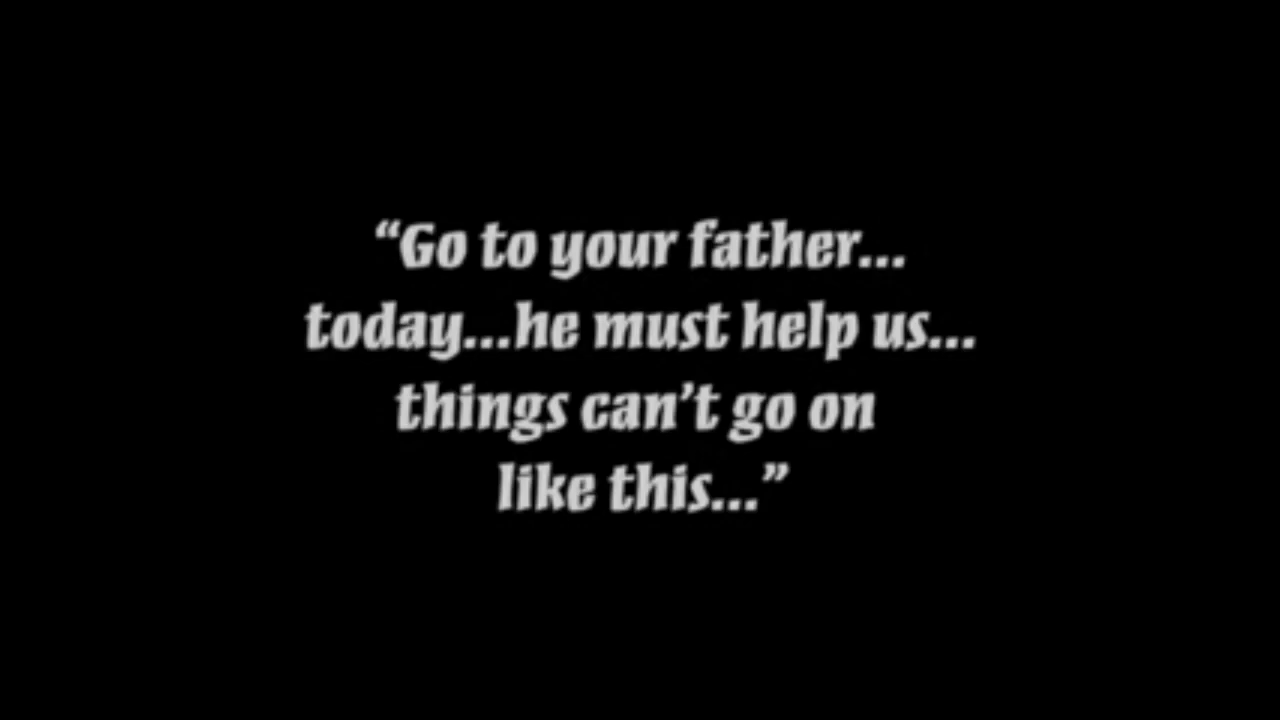 “Go to your father...
today...he must help us...
things can’t go on
like this...”